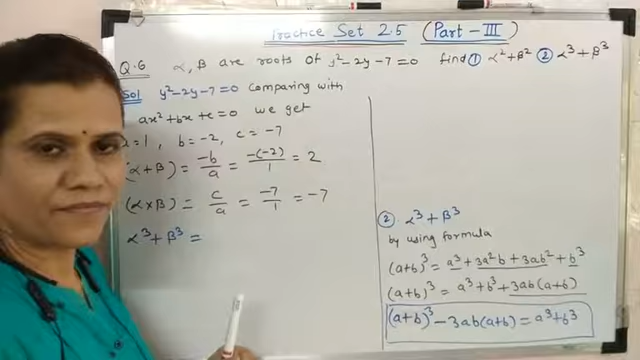 Practice Set 2.5 (Part-III)
Q.6 α, β are roots of y²-2y-7=0 find ① α²+β² ② α³+β³
Sol y²-2y-7=0 comparing with
ax²+bx+c=0 we get
a=1, b=-2, c=-7
(α+β) = -b/a = -(-2)/1 = 2
(α×β) = c/a = -7/1 = -7
α³+β³ =
② α³+β³
by using formula
(a+b)³ = a³+3a²b+3ab²+b³
(a+b)³ = a³+b³+3ab(a+b)
(a+b)³-3ab(a+b)=a³+b³